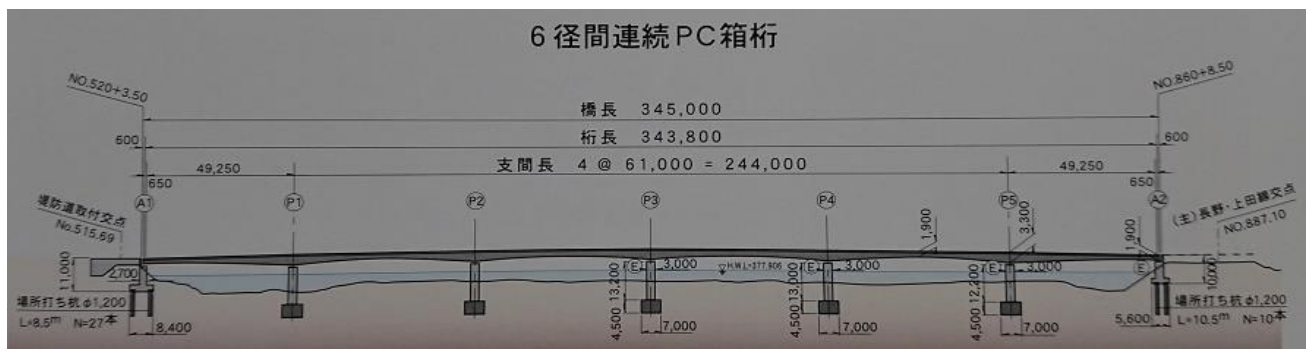 6径間連続PC箱桁
NO.520+3.50
NO.860+8.50
橋長 345,000
600
桁長 343,800
600
49,250
支間長 4 @ 61,000 = 244,000
49,250
650
650
A1
P1
P2
P3
P4
P5
A2
堤防道取付交点
No.515.69
(主)長野・上田線交点
NO.887.10
1,900
3,300
1,900
11,000
2,700
E
3,000
H.W.L=377.906
E
3,000
E
3,000
E
10,000
13,200
13,000
12,200
場所打ち杭 φ1,200
L=8.5m N=27本
8,400
4,500
7,000
4,500
7,000
4,500
7,000
5,600
場所打ち杭 φ1,200
L=10.5m N=10本